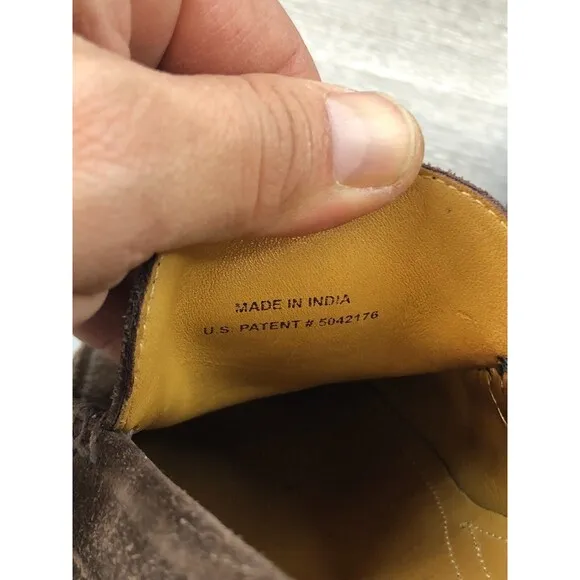 MADE IN INDIA
U.S. PATENT # 5042176